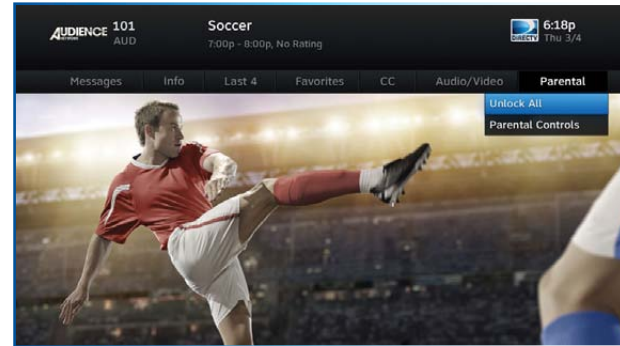 AUDIENCE
NETWORK
101
AUD
Soccer
7:00p - 8:00p, No Rating
DIRECTV
6:18p
Thu 3/4
Messages Info Last 4 Favorites CC Audio/Video Parental
Unlock All
Parental Controls